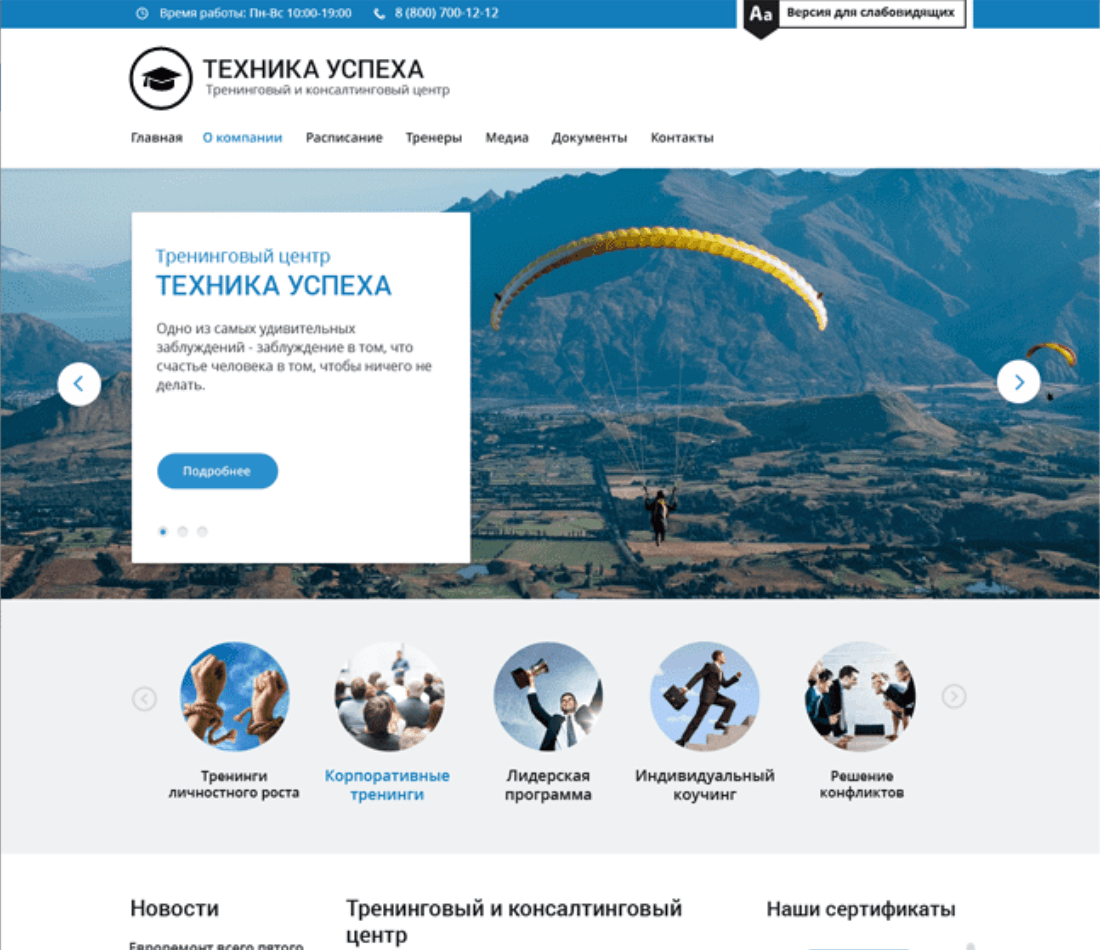 Время работы: Пн-Вс 10:00-19:00 8 (800) 700-12-12 Aa Версия для слабовидящих
ТЕХНИКА УСПЕХА
Тренинговый и консалтинговый центр
Главная О компании Расписание Тренеры Медиа Документы Контакты
Тренинговый центр
ТЕХНИКА УСПЕХА
Одно из самых удивительных
заблуждений - заблуждение в том, что
счастье человека в том, чтобы ничего не
делать.
Подробнее
Тренинги
личностного роста
Корпоративные
тренинги
Лидерская
программа
Индивидуальный
коучинг
Решение
конфликтов
Новости
Евроремонт всего пятого
Тренинговый и консалтинговый
центр
Наши сертификаты